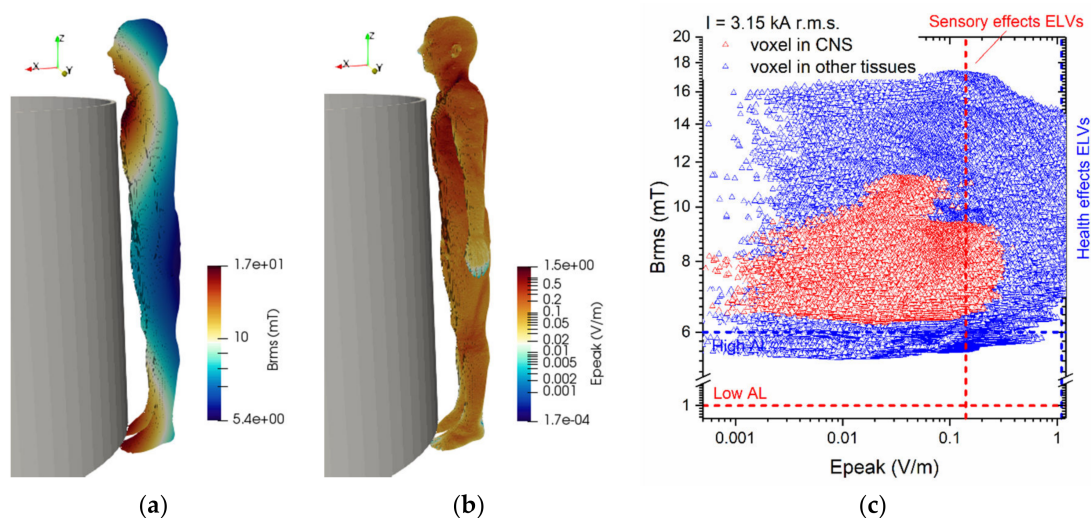 Z
X
Y
1.7e+01
10
Brms (mT)
5.4e+00
(a)
Z
X
Y
1.5e+00
0.5
0.2
0.1
0.05
0.02
0.01
0.005
0.002
0.001
1.7e-04
Epeak (V/m)
(b)
I = 3.15 kA r.m.s.
voxel in CNS
voxel in other tissues
Sensory effects ELVs
Health effects ELVs
High AL
Low AL
20
18
16
14
12
10
8
6
1
Brms (mT)
0.001
0.01
0.1
1
Epeak (V/m)
(c)